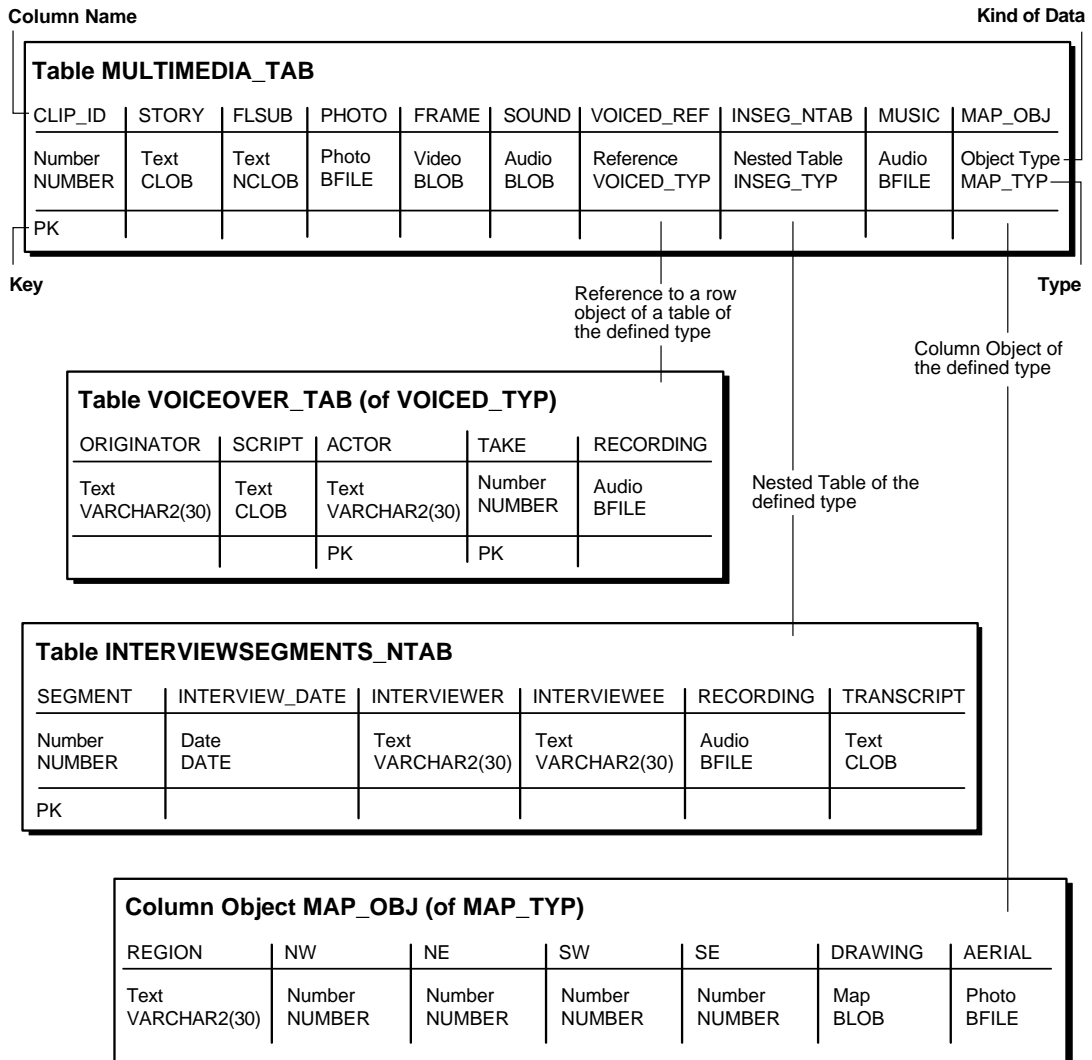 Column Name
Kind of Data
Table MULTIMEDIA_TAB
CLIP_ID STORY FLSUB PHOTO FRAME SOUND VOICED_REF INSEG_NTAB MUSIC MAP_OBJ
Number Text Text Photo Video Audio Reference Nested Table Audio Object Type
NUMBER CLOB NCLOB BFILE BLOB BLOB VOICED_TYP INSEG_TYP BFILE MAP_TYP
PK
Key
Type
Reference to a row
object of a table of
the defined type
Column Object of
the defined type
Table VOICEOVER_TAB (of VOICED_TYP)
ORIGINATOR SCRIPT ACTOR TAKE RECORDING
Text Text Text Number Audio
VARCHAR2(30) CLOB VARCHAR2(30) NUMBER BFILE
PK PK
Nested Table of the
defined type
Table INTERVIEWSEGMENTS_NTAB
SEGMENT INTERVIEW_DATE INTERVIEWER INTERVIEWEE RECORDING TRANSCRIPT
Number Date Text Text Audio Text
NUMBER DATE VARCHAR2(30) VARCHAR2(30) BFILE CLOB
PK
Column Object MAP_OBJ (of MAP_TYP)
REGION NW NE SW SE DRAWING AERIAL
Text Number Number Number Number Map Photo
VARCHAR2(30) NUMBER NUMBER NUMBER NUMBER BLOB BFILE